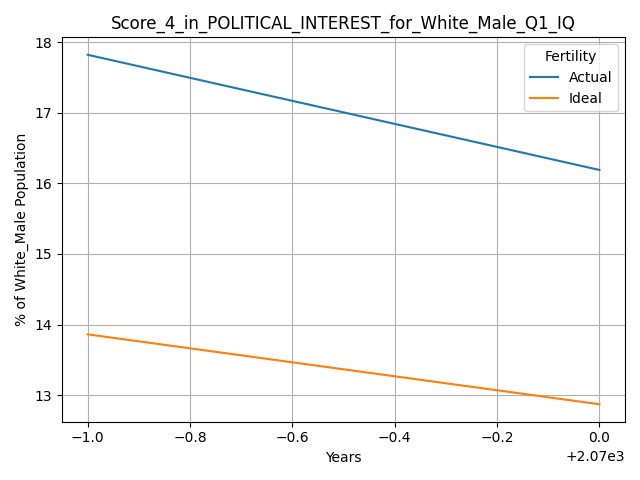 Score_4_in_POLITICAL_INTEREST_for_White_Male_Q1_IQ
Fertility
Actual
Ideal
% of White_Male Population
18
17
16
15
14
13
−1.0
−0.8
−0.6
−0.4
−0.2
0.0
Years
+2.07e3